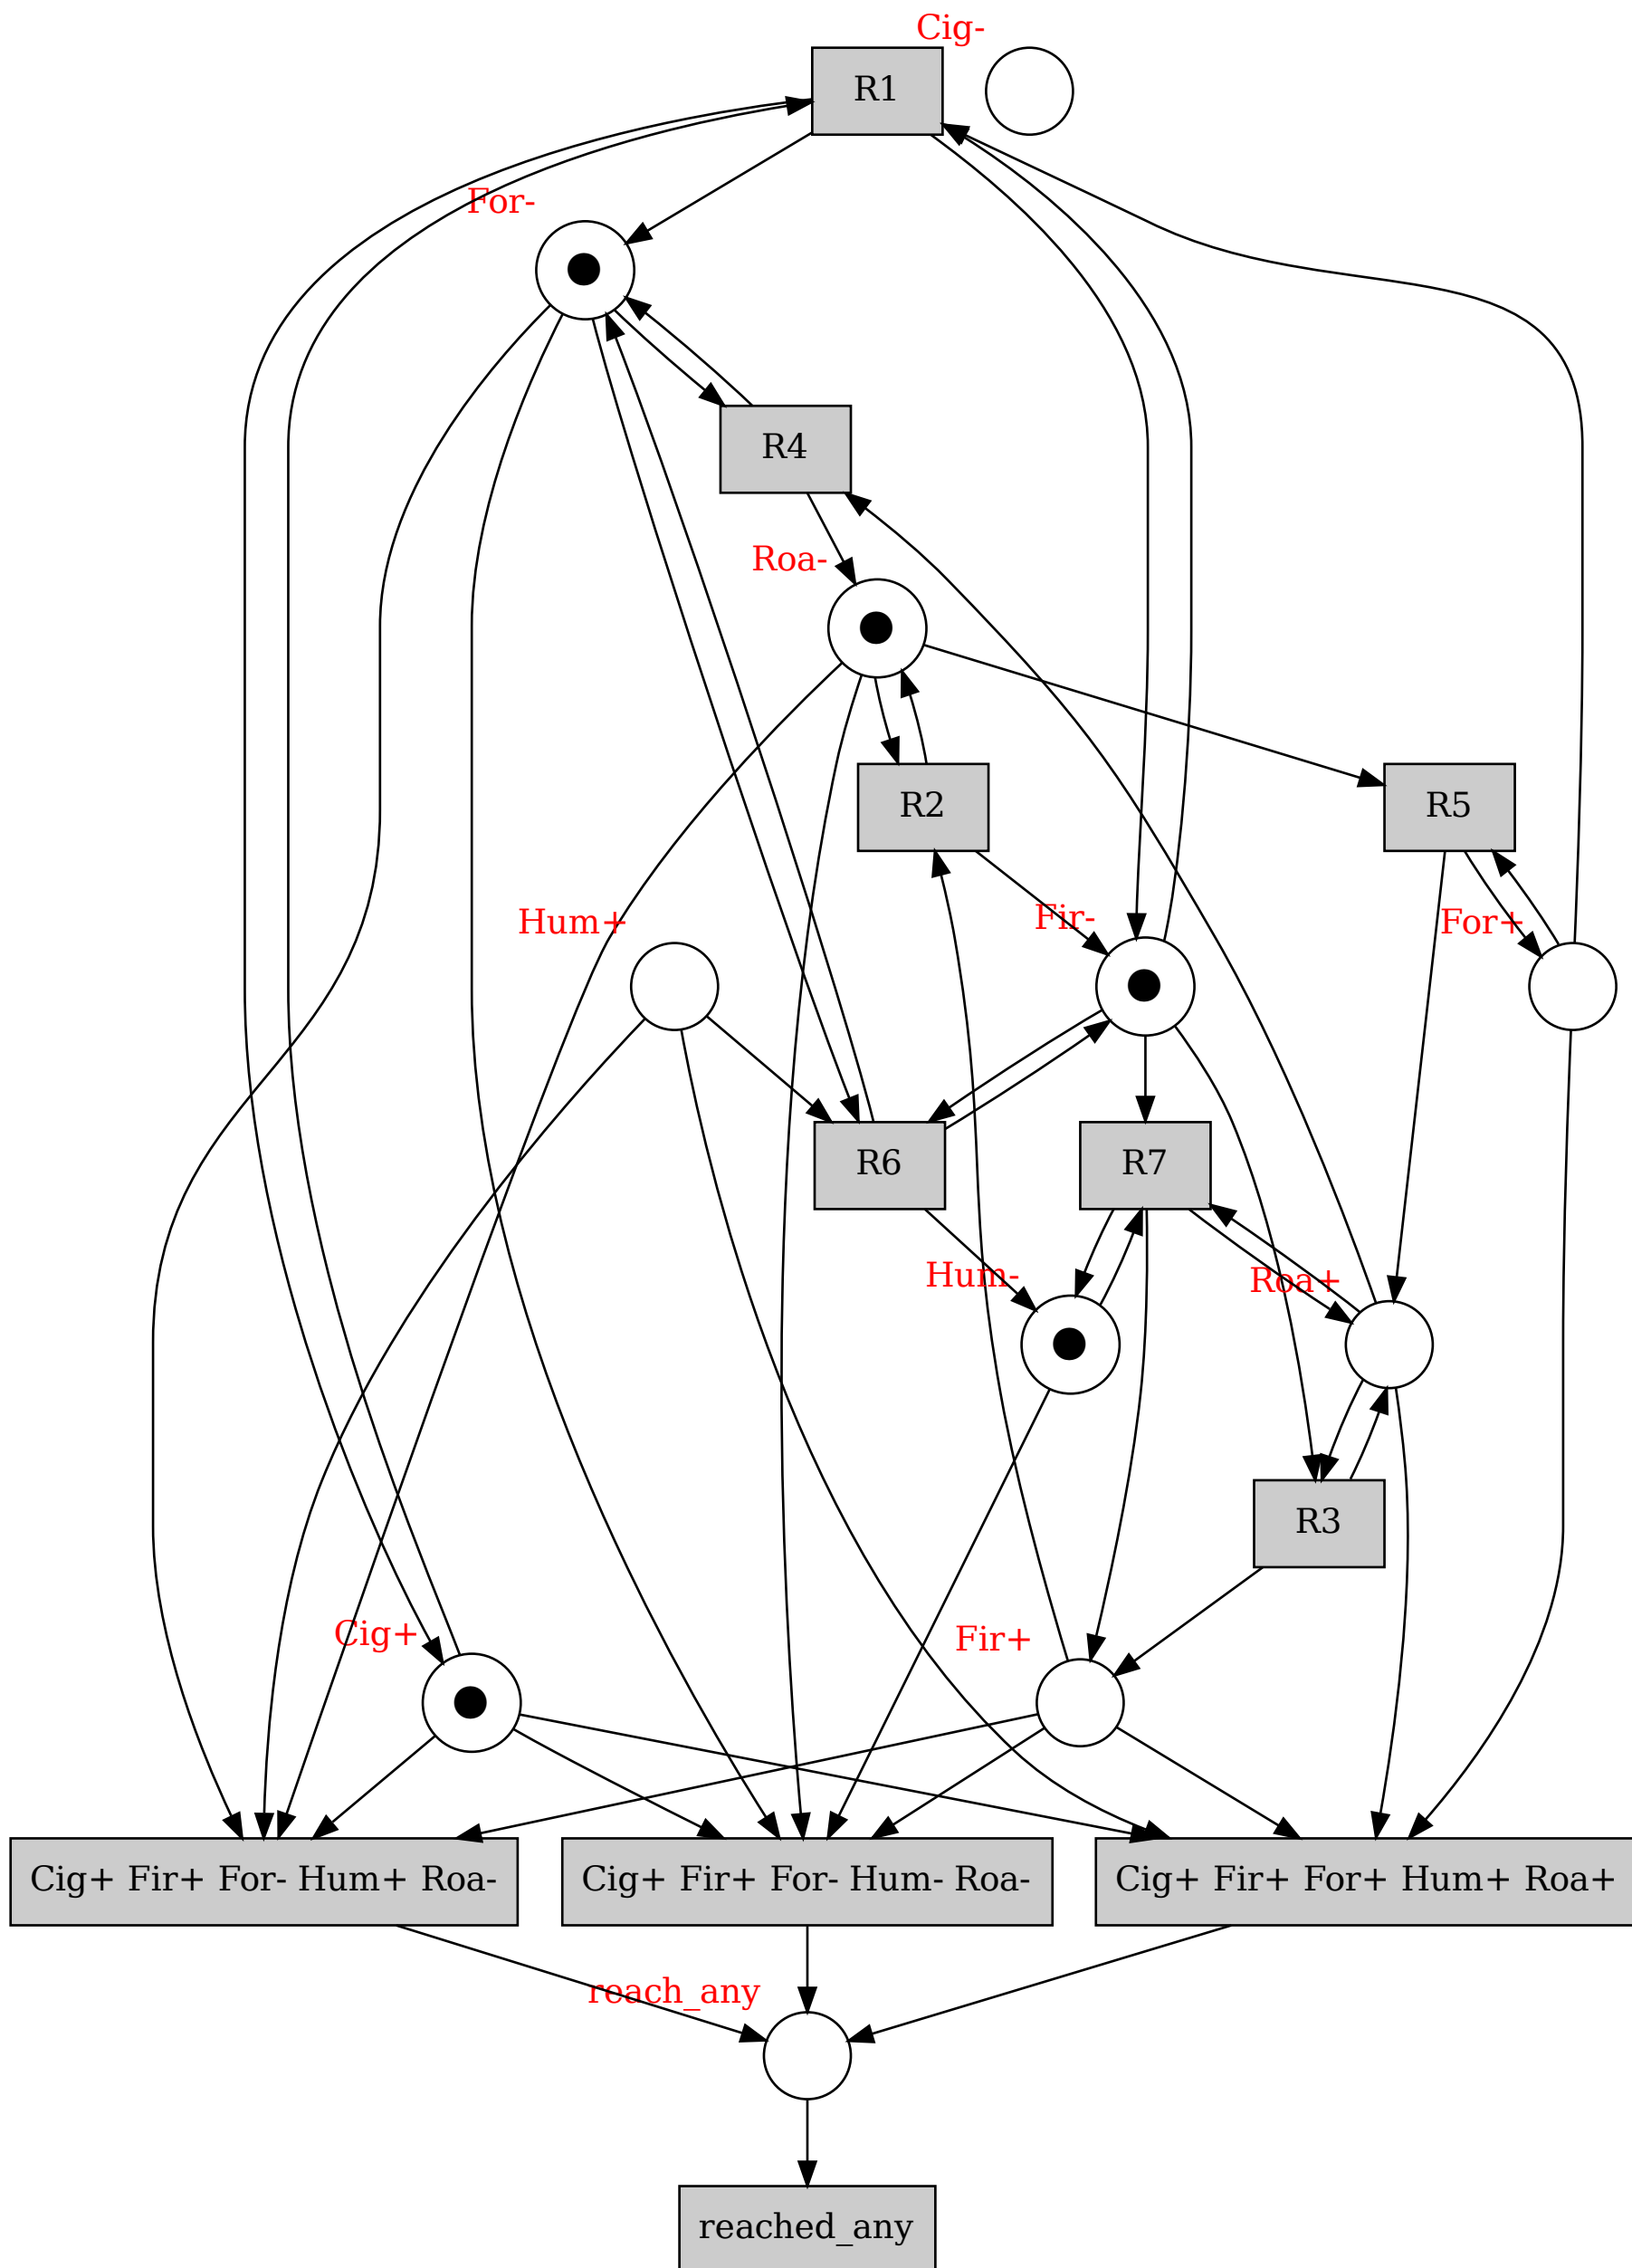 Cig-
R1
For-
R4
Roa-
R2
R5
Hum+
Fir-
For+
R6
R7
Hum-
Roa+
R3
Cig+
Fir+
Cig+ Fir+ For- Hum+ Roa-
Cig+ Fir+ For- Hum- Roa-
Cig+ Fir+ For+ Hum+ Roa+
reach_any
reached_any